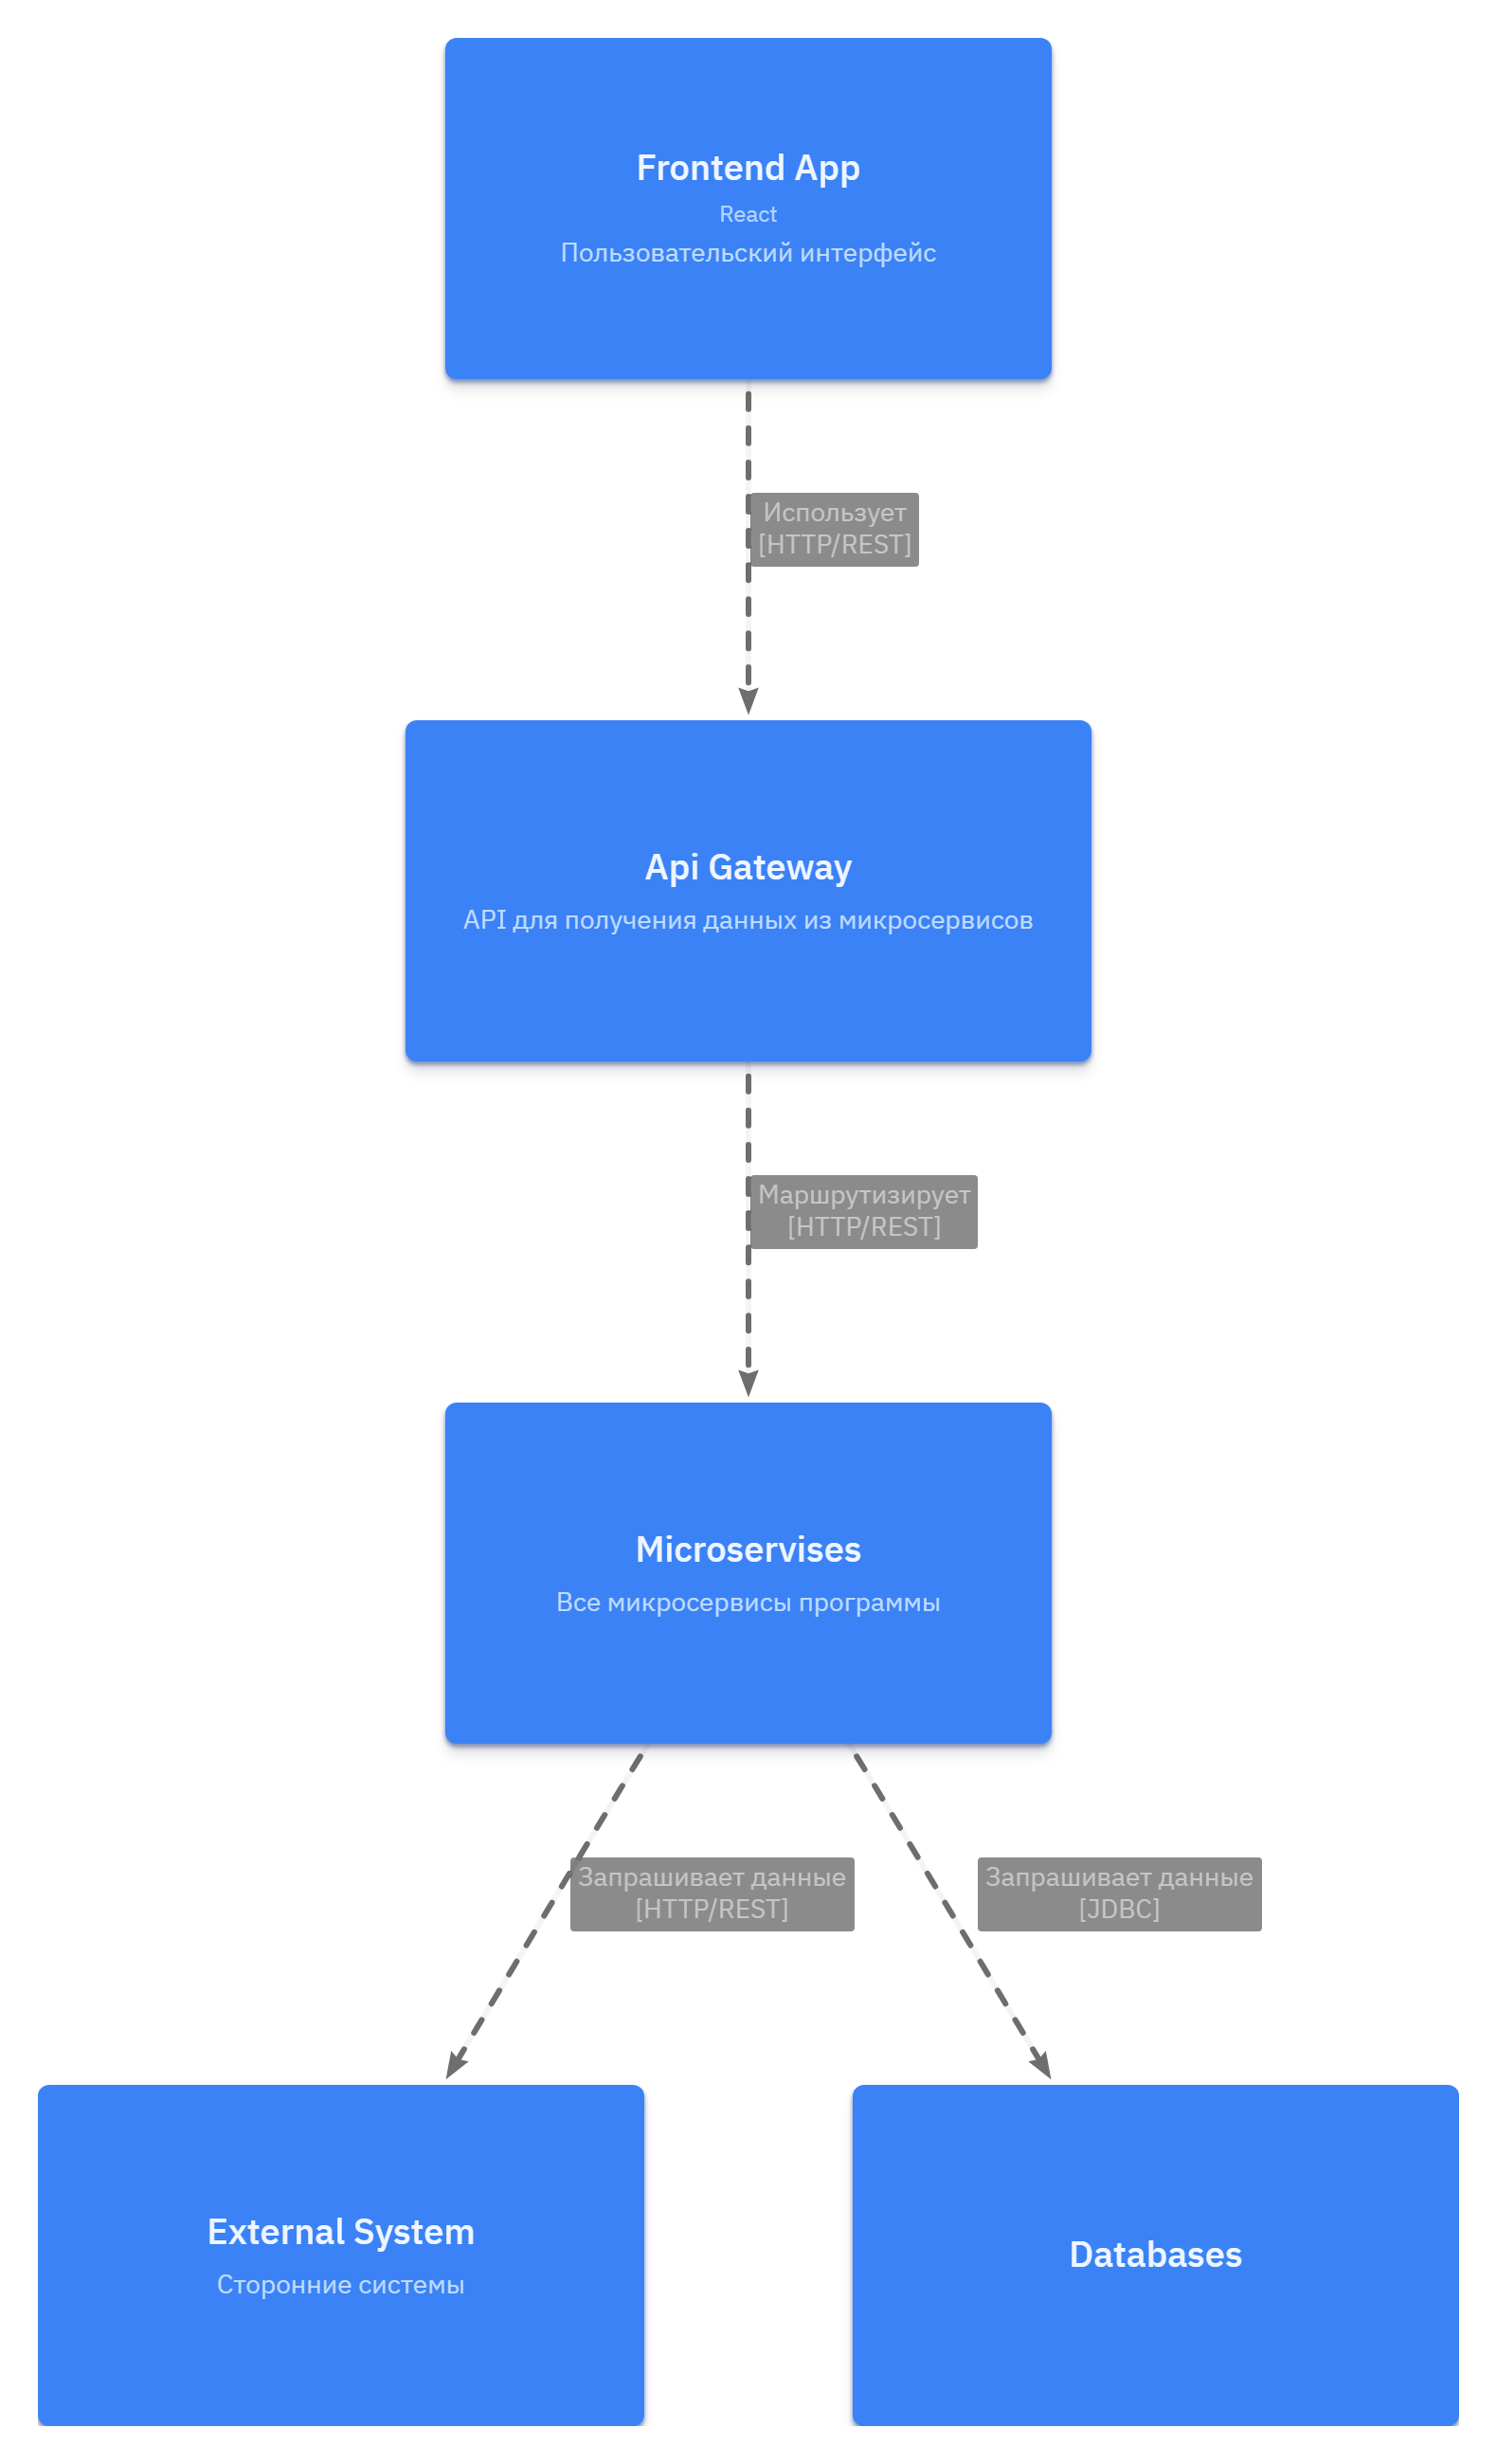 Frontend App
React
Пользовательский интерфейс
Использует
[HTTP/REST]
Api Gateway
API для получения данных из микросервисов
Маршрутизирует
[HTTP/REST]
Microservises
Все микросервисы программы
Запрашивает данные
[HTTP/REST]
Запрашивает данные
[JDBC]
External System
Сторонние системы
Databases